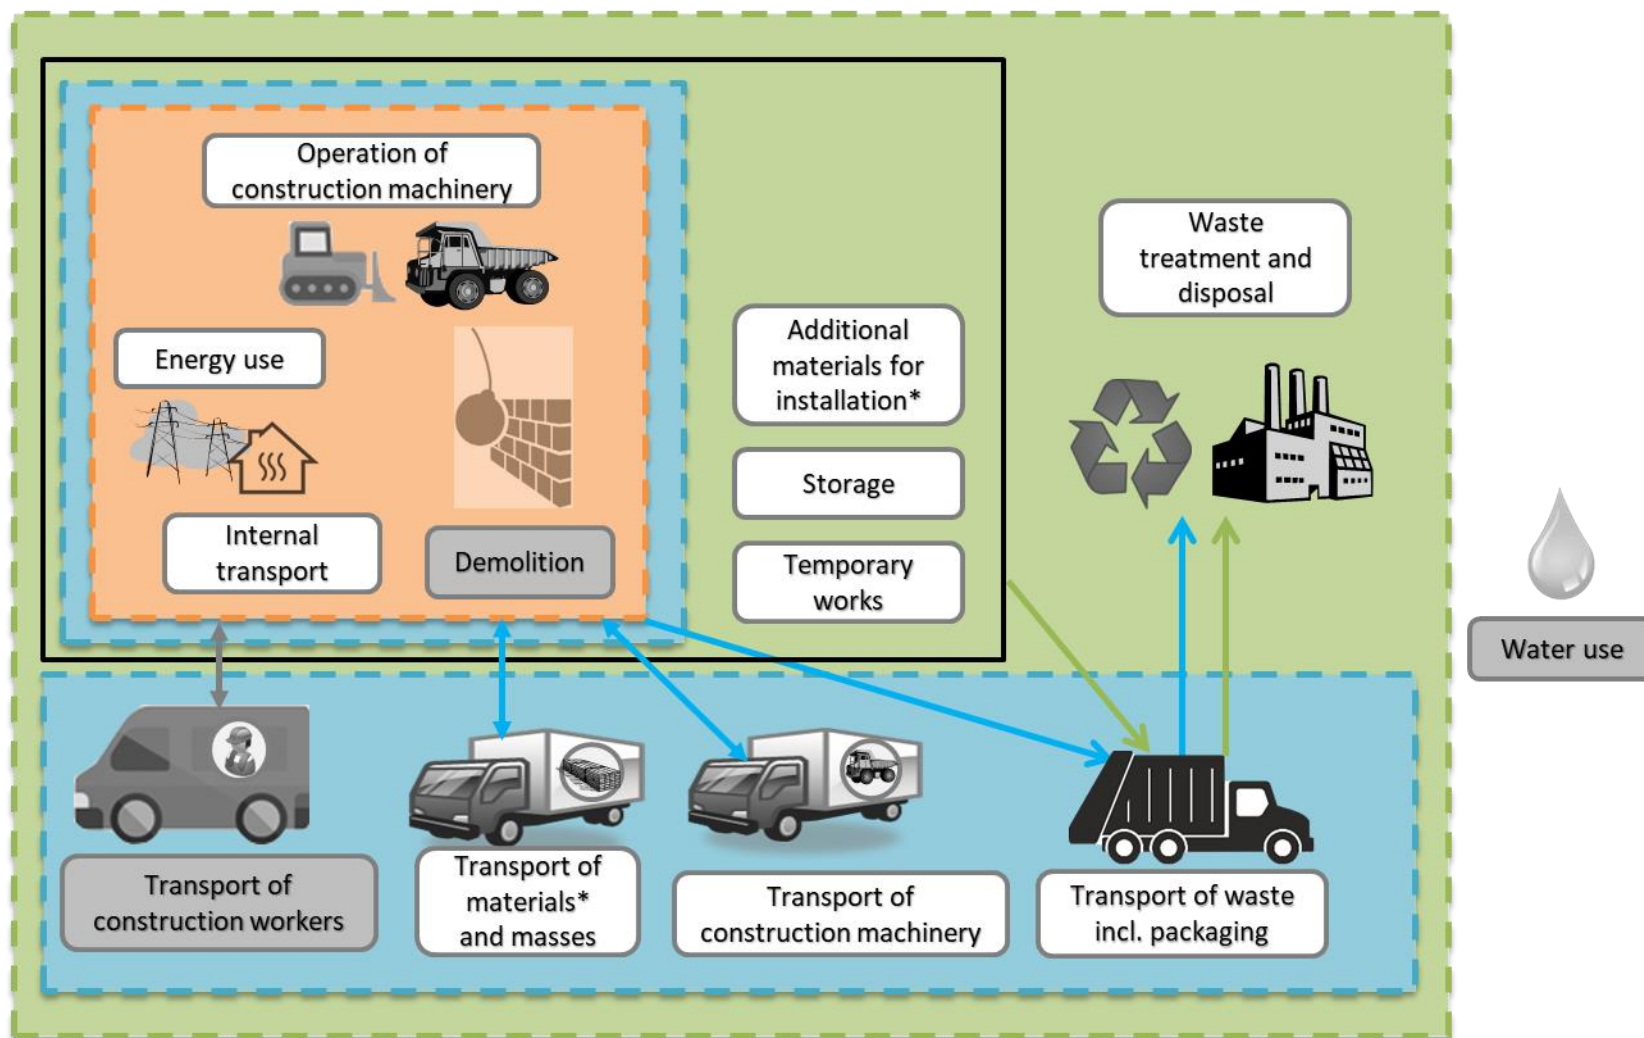 Operation of
construction machinery
Energy use
Internal
transport
Demolition
Additional
materials for
installation*
Storage
Temporary
works
Waste
treatment and
disposal
Water use
Transport of
construction workers
Transport of
materials*
and masses
Transport of
construction machinery
Transport of waste
incl. packaging